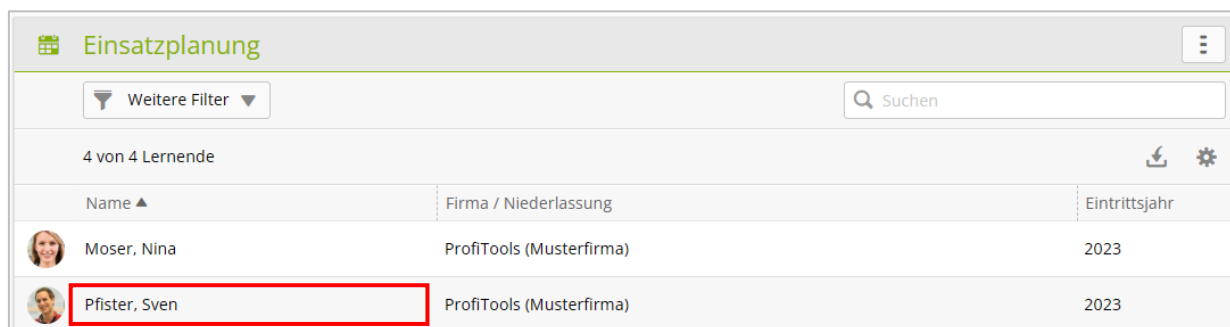 Einsatzplanung
Weitere Filter
Suchen
4 von 4 Lernende
Name Firma / Niederlassung Eintrittsjahr
Moser, Nina ProfiTools (Musterfirma) 2023
Pfister, Sven ProfiTools (Musterfirma) 2023